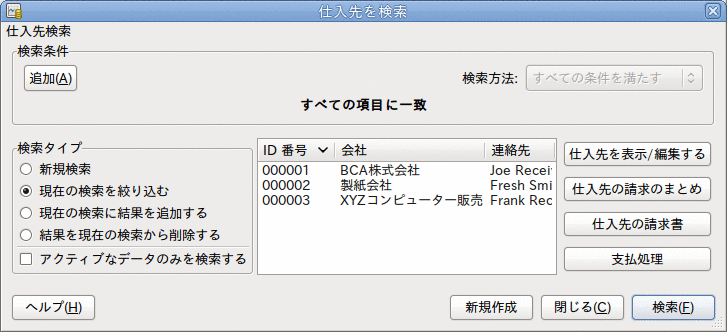 仕入先を検索
仕入先検索
検索条件
追加(A)
検索方法: すべての条件を満たす
すべての項目に一致
検索タイプ
新規検索
現在の検索を絞り込む
現在の検索に結果を追加する
結果を現在の検索から削除する
アクティブなデータのみを検索する
ID 番号 会社 連絡先
000001 BCA株式会社 Joe Recei
000002 製紙会社 Fresh Smi
000003 XYZコンピューター販売 Frank Rec
仕入先を表示/編集する
仕入先の請求のまとめ
仕入先の請求書
支払処理
ヘルプ(H)
新規作成
閉じる(C)
検索(F)